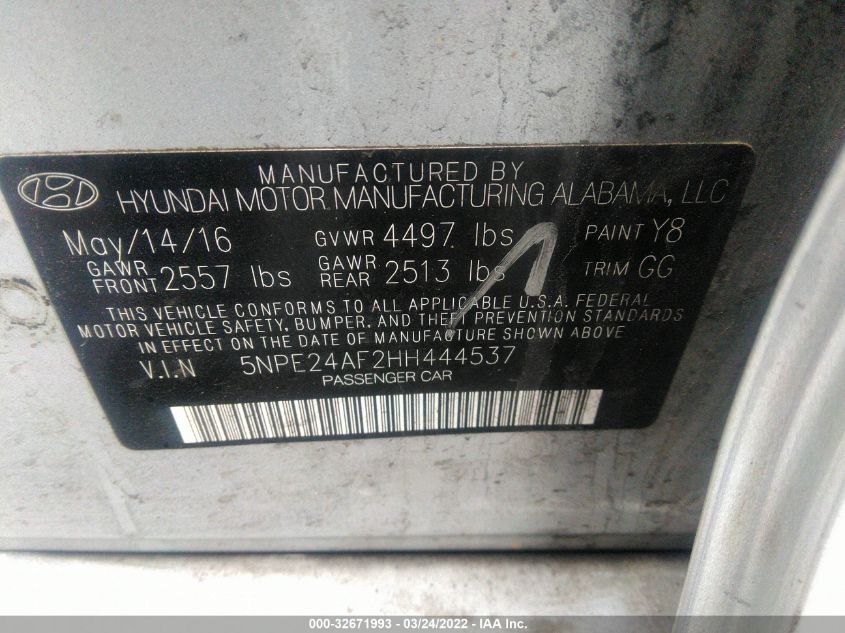 MANUFACTURED BY
HYUNDAI MOTOR MANUFACTURING ALABAMA, LLC
May/14/16 GVWR 4497 lbs PAINT Y8
GAWR FRONT 2557 lbs GAWR REAR 2513 lbs TRIM GG
THIS VEHICLE CONFORMS TO ALL APPLICABLE U.S.A. FEDERAL
MOTOR VEHICLE SAFETY, BUMPER, AND THEFT PREVENTION STANDARDS
IN EFFECT ON THE DATE OF MANUFACTURE SHOWN ABOVE
V.I.N 5NPE24AF2HH444537
PASSENGER CAR
000-32671993 - 03/24/2022 - IAA Inc.